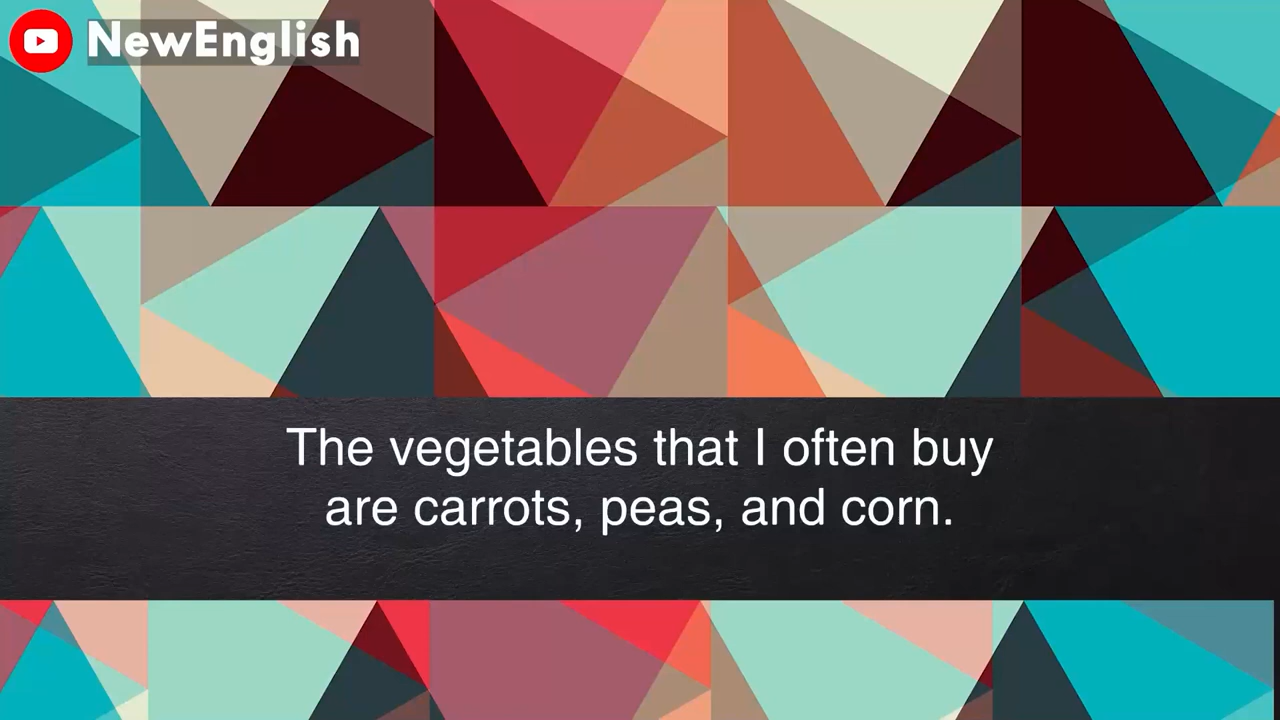 NewEnglish
The vegetables that I often buy
are carrots, peas, and corn.